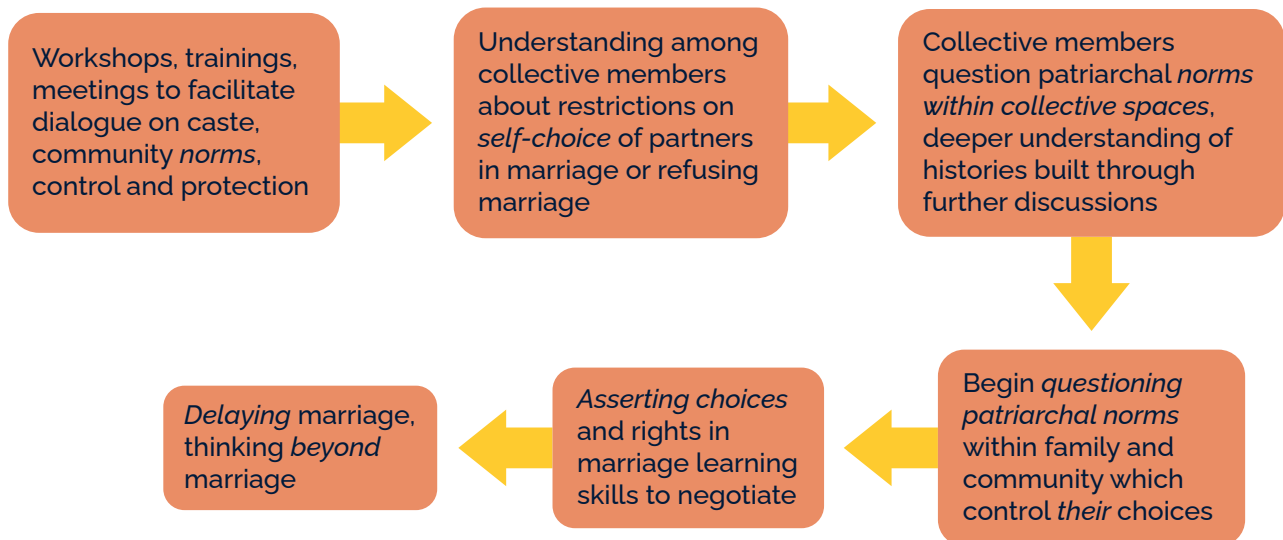 Workshops, trainings,
meetings to facilitate
dialogue on caste,
community norms,
control and protection
Understanding among
collective members
about restrictions on
self-choice of partners
in marriage or refusing
marriage
Collective members
question patriarchal norms
within collective spaces,
deeper understanding of
histories built through
further discussions
Begin questioning
patriarchal norms
within family and
community which
control their choices
Asserting choices
and rights in
marriage learning
skills to negotiate
Delaying marriage,
thinking beyond
marriage